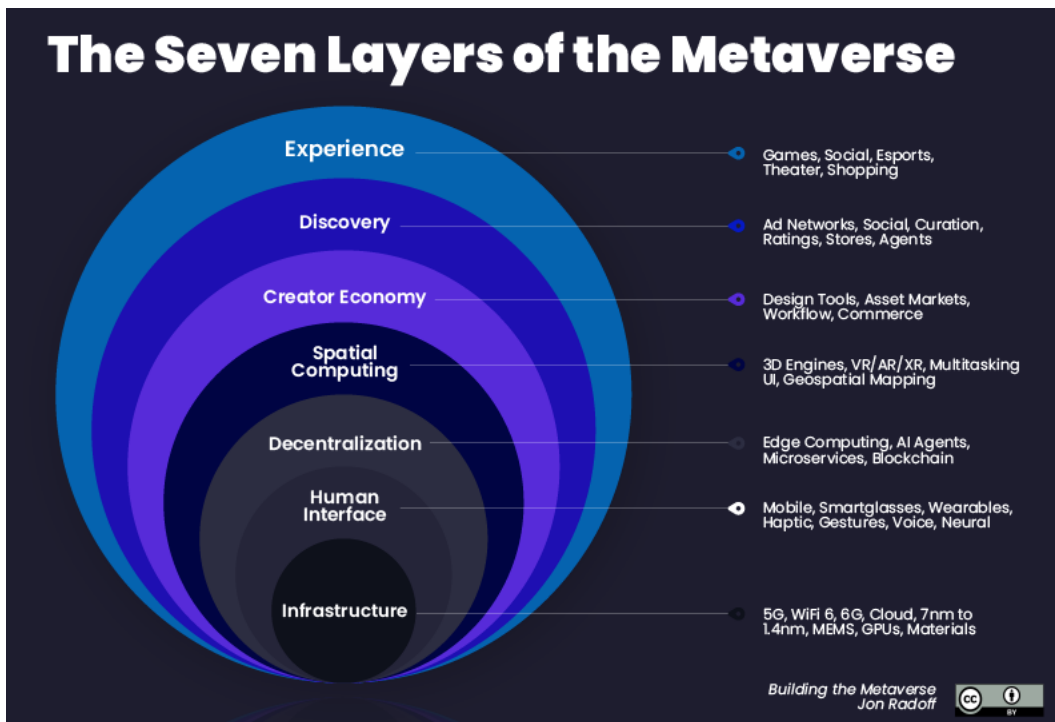 The Seven Layers of the Metaverse
Experience
Games, Social, Esports,
Theater, Shopping
Discovery
Ad Networks, Social, Curation,
Ratings, Stores, Agents
Creator Economy
Design Tools, Asset Markets,
Workflow, Commerce
Spatial
Computing
3D Engines, VR/AR/XR, Multitasking
UI, Geospatial Mapping
Decentralization
Edge Computing, AI Agents,
Microservices, Blockchain
Human
Interface
Mobile, Smartglasses, Wearables,
Haptic, Gestures, Voice, Neural
Infrastructure
5G, WiFi 6, 6G, Cloud, 7nm to
1.4nm, MEMS, GPUs, Materials
Building the Metaverse
Jon Radoff
cc
BY